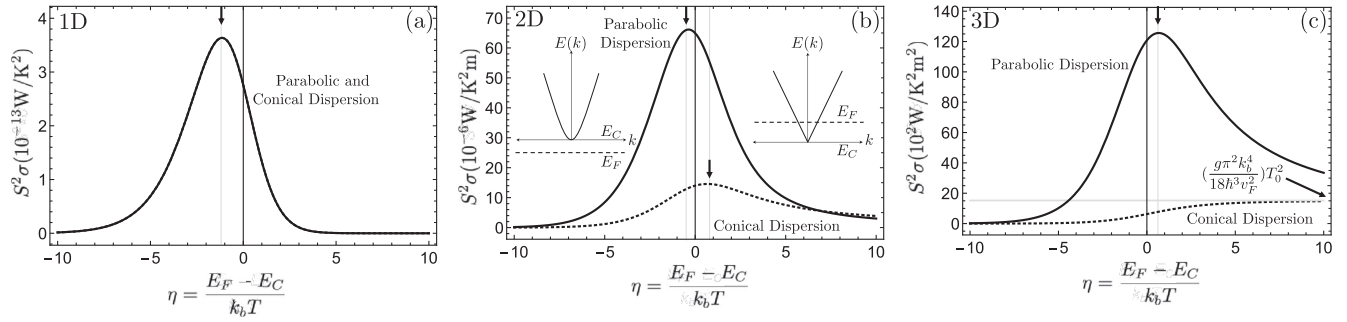 1D
(a)
S²σ(10⁻¹³W/K²)
4
3
2
1
0
Parabolic and
Conical Dispersion
−10
−5
0
5
10
η = (E_F − E_C)/(k_bT)
2D
(b)
S²σ(10⁻⁶W/K²m)
70
60
50
40
30
20
10
0
Parabolic
Dispersion
E(k)
E_C
k
E_F
E(k)
E_F
k
E_C
Conical Dispersion
−10
−5
0
5
10
η = (E_F − E_C)/(k_bT)
3D
(c)
S²σ(10²W/K²m²)
140
120
100
80
60
40
20
0
Parabolic Dispersion
(gπ²k_b⁴/18ħ³v_F²)T₀²
Conical Dispersion
−10
−5
0
5
10
η = (E_F − E_C)/(k_bT)